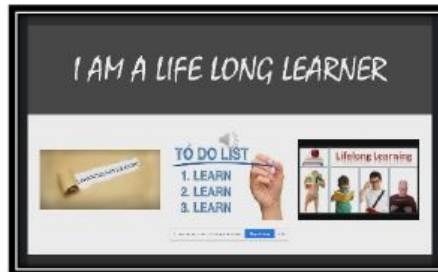 I AM A LIFE LONG LEARNER
TO DO LIST
1. LEARN
2. LEARN
3. LEARN
Lifelong Learning